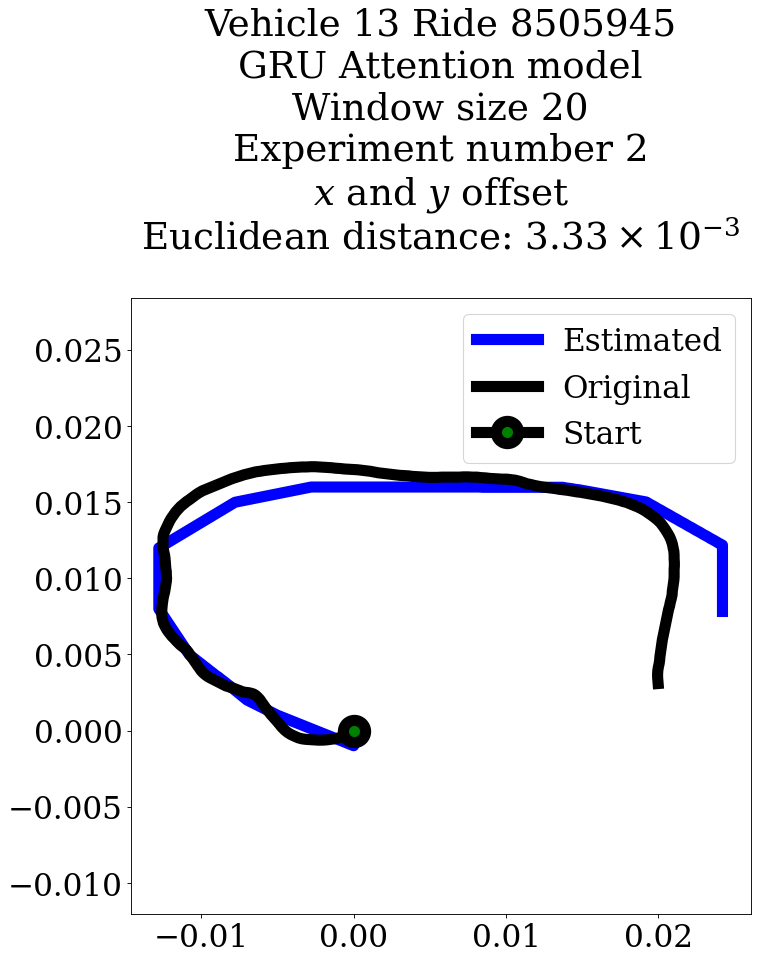 Vehicle 13 Ride 8505945
GRU Attention model
Window size 20
Experiment number 2
x and y offset
Euclidean distance: 3.33 × 10⁻³
Estimated
Original
Start
0.025
0.020
0.015
0.010
0.005
0.000
−0.005
−0.010
−0.01 0.00 0.01 0.02